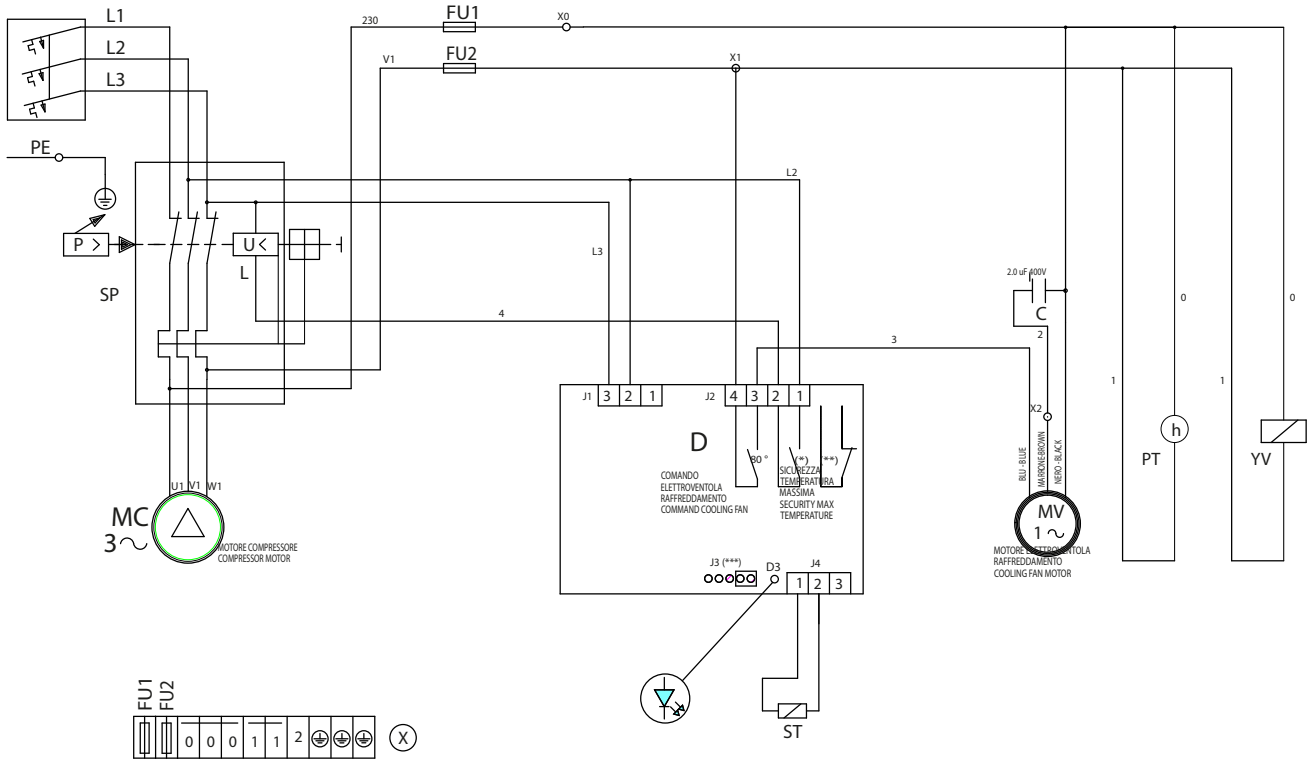 L1
L2
L3
PE
230
FU1
X0
V1
FU2
X1
L2
L3
P >
U <
L
SP
4
3
2.0 uF 400V
C
2
0
0
1
1
J1
3 2 1
J2
4 3 2 1
D
80 °
(*)
(**)
COMANDO
ELETTROVENTOLA
RAFFREDDAMENTO
COMMAND COOLING FAN
SICUREZZA
TEMPERATURA
MASSIMA
SECURITY MAX
TEMPERATURE
X2
BLU - BLUE
MARRONE-BROWN
NERO - BLACK
h
PT
YV
U1 V1 W1
MC
3
MOTORE COMPRESSORE
COMPRESSOR MOTOR
MV
1
MOTORE ELETTROVENTOLA
RAFFREDDAMENTO
COOLING FAN MOTOR
J3 (***)
D3
J4
1 2 3
ST
FU1
FU2
0 0 0 1 1 2
X